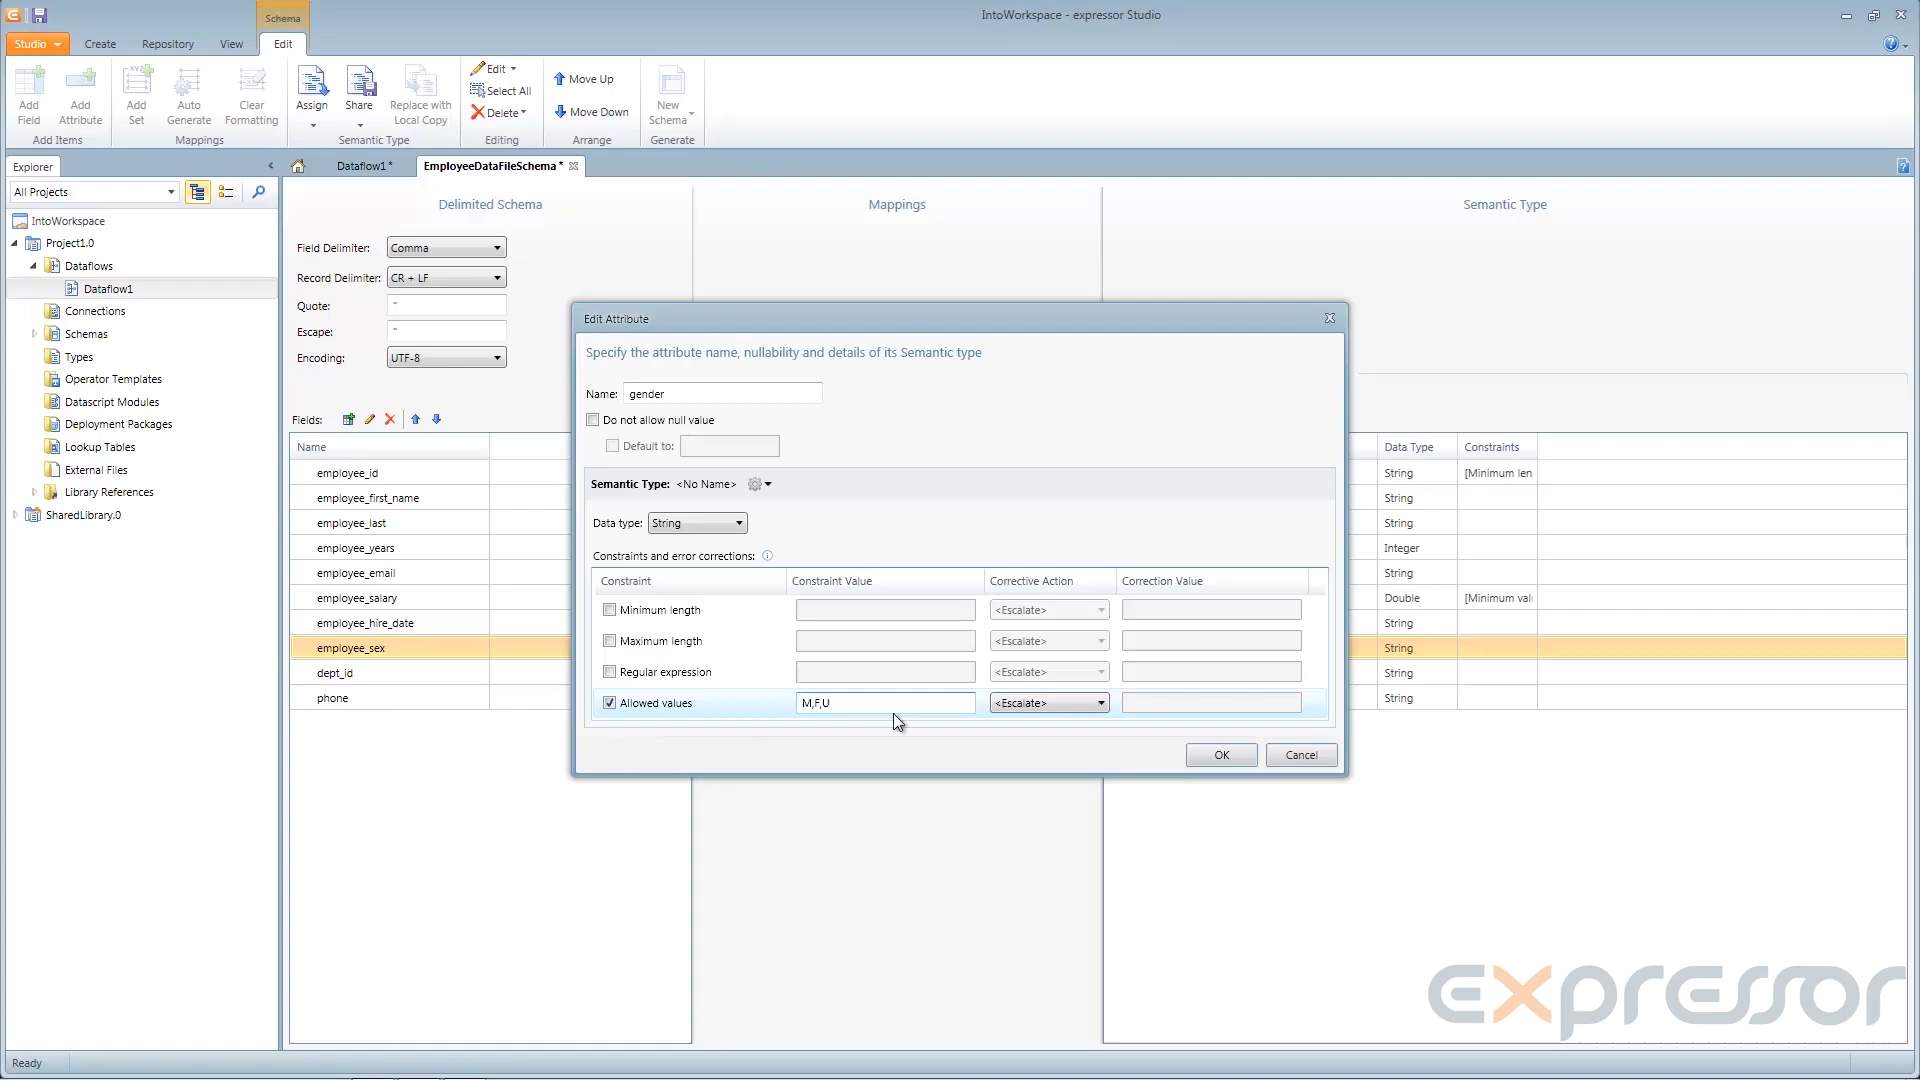 Schema
IntoWorkspace - expressor Studio
Studio Create Repository View Edit
Add Field
Add Attribute
Add Set
Auto Generate
Clear Formatting
Assign
Share
Replace with Local Copy
Edit
Select All
Delete
Move Up
Move Down
New Schema
Add Items Mappings Semantic Type Editing Arrange Generate
Explorer
Dataflow1 * EmployeeDataFileSchema *
All Projects
IntoWorkspace
Project1.0
Dataflows
Dataflow1
Connections
Schemas
Types
Operator Templates
Datascript Modules
Deployment Packages
Lookup Tables
External Files
Library References
SharedLibrary.0
Delimited Schema Mappings Semantic Type
Field Delimiter: Comma
Record Delimiter: CR + LF
Quote: "
Escape: "
Encoding: UTF-8
Fields:
Name
employee_id
employee_first_name
employee_last
employee_years
employee_email
employee_salary
employee_hire_date
employee_sex
dept_id
phone
Edit Attribute
Specify the attribute name, nullability and details of its Semantic type
Name: gender
Do not allow null value
Default to:
Semantic Type: <No Name>
Data type: String
Constraints and error corrections:
Constraint Constraint Value Corrective Action Correction Value
Minimum length <Escalate>
Maximum length <Escalate>
Regular expression <Escalate>
Allowed values M,F,U <Escalate>
OK Cancel
Data Type Constraints
String [Minimum len
String
String
Integer
String
Double [Minimum val
String
String
String
String
expressor
Ready